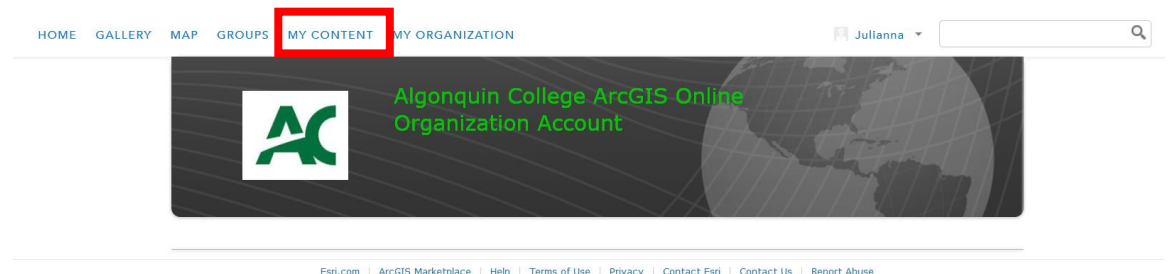 HOME GALLERY MAP GROUPS MY CONTENT MY ORGANIZATION Julianna
Algonquin College ArcGIS Online
Organization Account
AC
Esri.com | ArcGIS Marketplace | Help | Terms of Use | Privacy | Contact Esri | Contact Us | Report Abuse